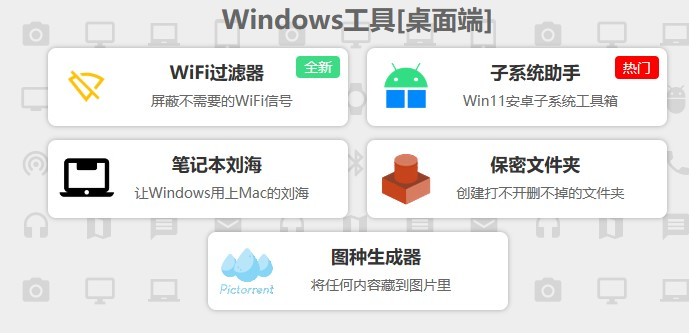 Windows工具[桌面端]
WiFi过滤器
全新
屏蔽不需要的WiFi信号
子系统助手
热门
Win11安卓子系统工具箱
笔记本刘海
让Windows用上Mac的刘海
保密文件夹
创建打不开删不掉的文件夹
图种生成器
Pictorrent
将任何内容藏到图片里